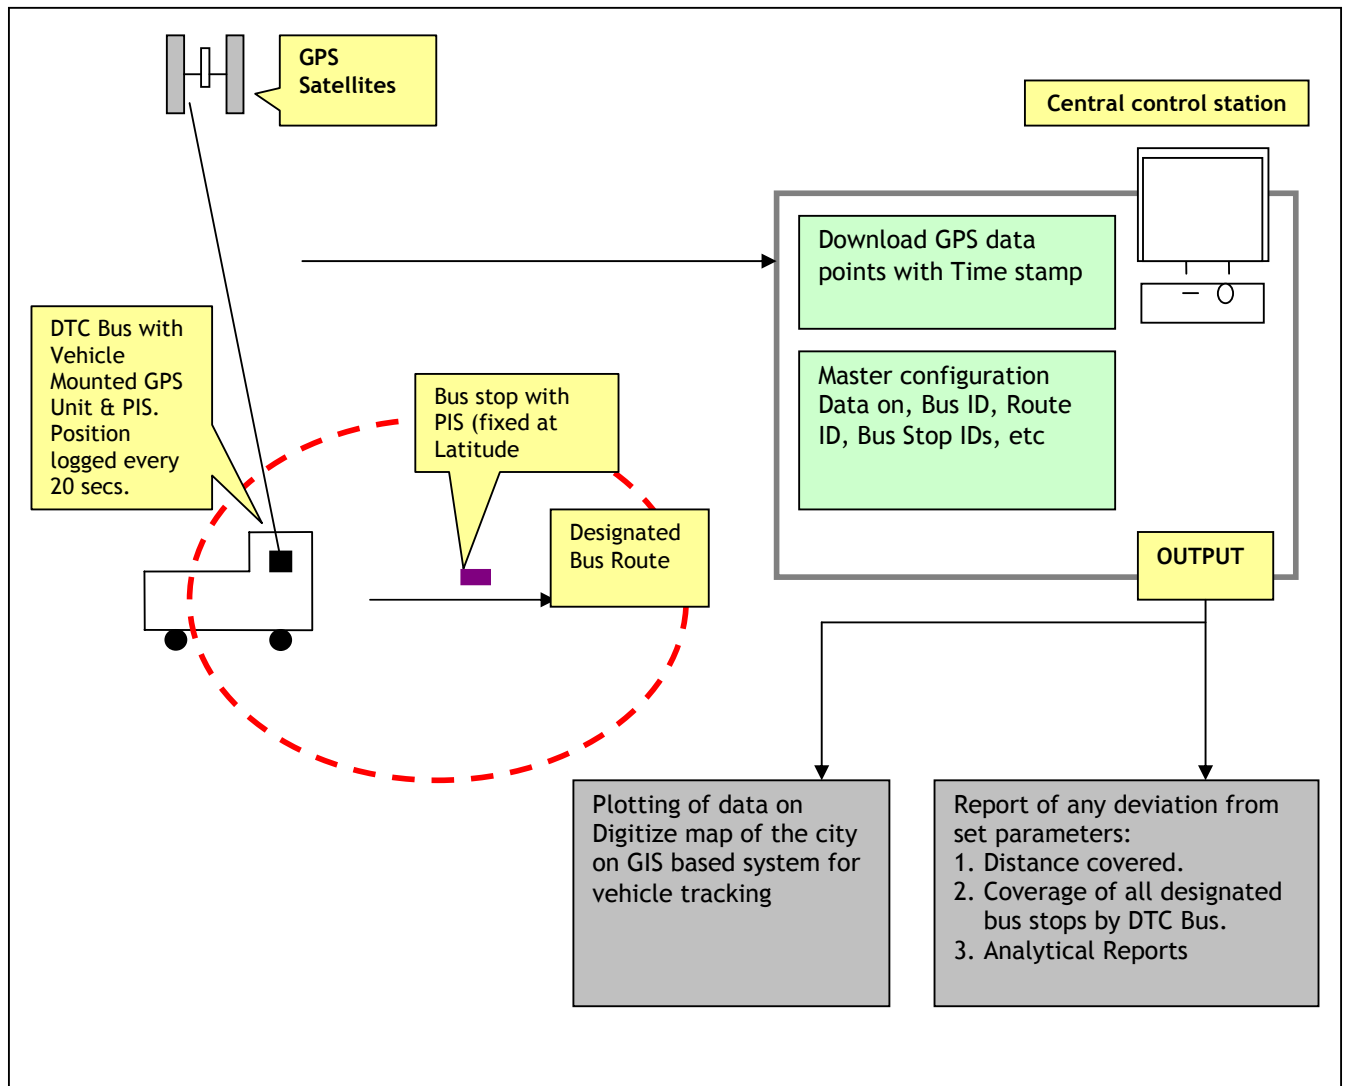 GPS
Satellites
Central control station
Download GPS data
points with Time stamp
DTC Bus with
Vehicle
Mounted GPS
Unit & PIS.
Position
logged every
20 secs.
Bus stop with
PIS (fixed at
Latitude
Master configuration
Data on, Bus ID, Route
ID, Bus Stop IDs, etc
Designated
Bus Route
OUTPUT
Plotting of data on
Digitize map of the city
on GIS based system for
vehicle tracking
Report of any deviation from
set parameters:
1. Distance covered.
2. Coverage of all designated
bus stops by DTC Bus.
3. Analytical Reports